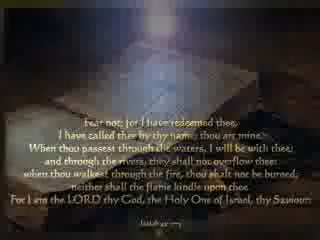 Fear not; for I have redeemed thee,
I have called thee by thy name; thou art mine.
When thou passest through the waters, I will be with thee;
and through the rivers, they shall not overflow thee:
when thou walkest through the fire, thou shalt not be burned;
neither shall the flame kindle upon thee.
For I am the LORD thy God, the Holy One of Israel, thy Saviour:
Isaiah